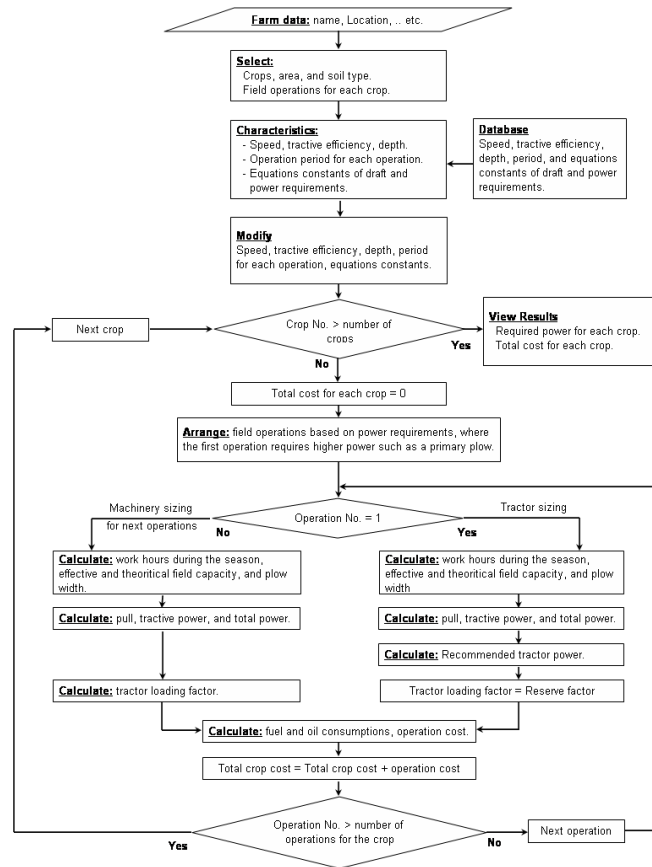 Farm data: name, Location, .. etc.
Select:
Crops, area, and soil type.
Field operations for each crop.
Characteristics:
- Speed, tractive efficiency, depth.
- Operation period for each operation.
- Equations constants of draft and
power requirements.
Database
Speed, tractive efficiency,
depth, period, and equations
constants of draft and power
requirements.
Modify
Speed, tractive efficiency, depth, period
for each operation, equations constants.
Next crop
Crop No. > number of
crops
Yes
No
View Results
Required power for each crop.
Total cost for each crop.
Total cost for each crop = 0
Arrange: field operations based on power requirements, where
the first operation requires higher power such as a primary plow.
Machinery sizing
for next operations
No
Operation No. = 1
Tractor sizing
Yes
Calculate: work hours during the season,
effective and theoritical field capacity, and plow
width.
Calculate: pull, tractive power, and total power.
Calculate: tractor loading factor.
Calculate: work hours during the season,
effective and theoritical field capacity, and plow
width
Calculate: pull, tractive power, and total power.
Calculate: Recommended tractor power.
Tractor loading factor = Reserve factor
Calculate: fuel and oil consumptions, operation cost.
Total crop cost = Total crop cost + operation cost
Operation No. > number of
operations for the crop
Yes
No
Next operation